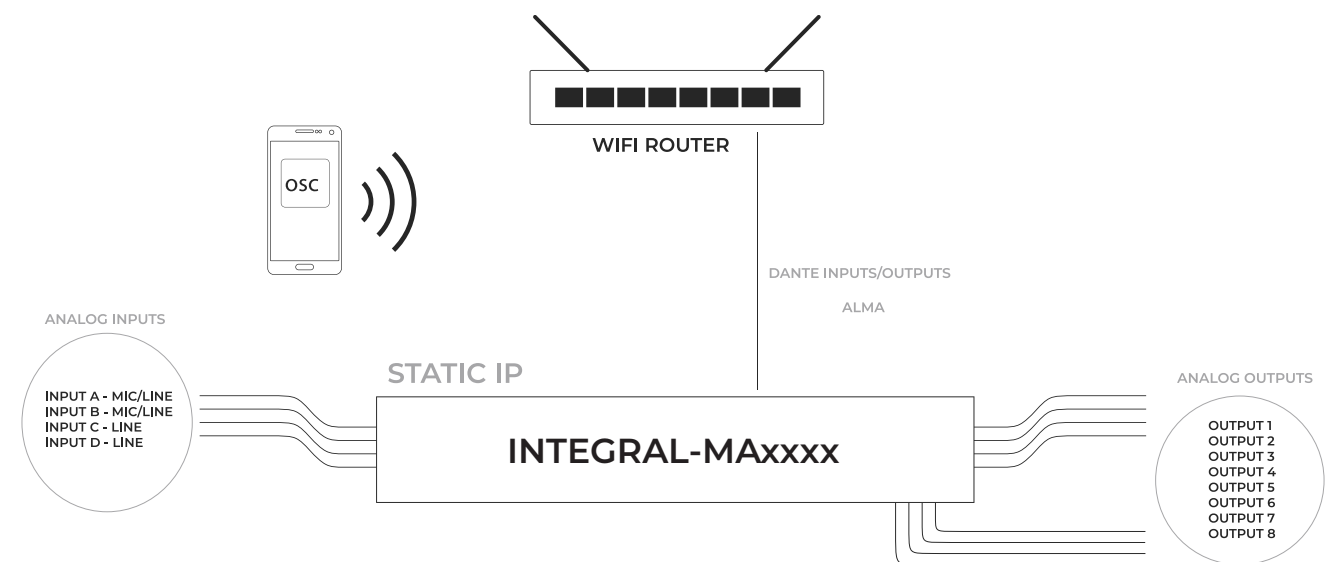 WIFI ROUTER
OSC
DANTE INPUTS/OUTPUTS
ALMA
ANALOG INPUTS
INPUT A - MIC/LINE
INPUT B - MIC/LINE
INPUT C - LINE
INPUT D - LINE
STATIC IP
INTEGRAL-MAxxxx
ANALOG OUTPUTS
OUTPUT 1
OUTPUT 2
OUTPUT 3
OUTPUT 4
OUTPUT 5
OUTPUT 6
OUTPUT 7
OUTPUT 8